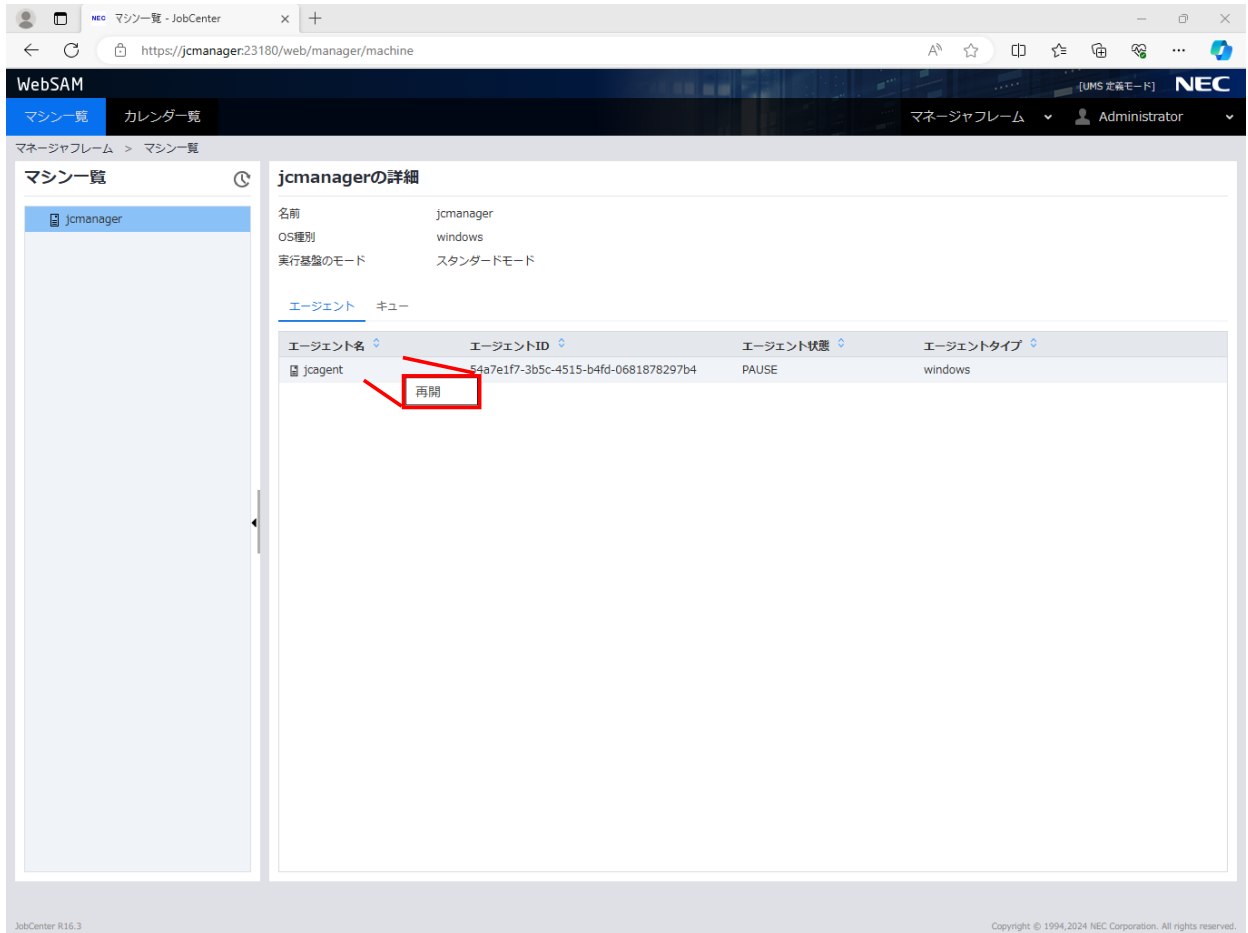 NEC マシン一覧 - JobCenter
https://jcmanager:23180/web/manager/machine
WebSAM
[UMS 定義モード] NEC
マシン一覧 カレンダ一覧 マネージャフレーム Administrator
マネージャフレーム > マシン一覧
マシン一覧
jcmanager
jcmanagerの詳細
名前 jcmanager
OS種別 windows
実行基盤のモード スタンダードモード
エージェント キュー
エージェント名 エージェントID エージェント状態 エージェントタイプ
jcagent 54a7e1f7-3b5c-4515-b4fd-0681878297b4 PAUSE windows
再開
JobCenter R16.3 Copyright © 1994,2024 NEC Corporation. All rights reserved.